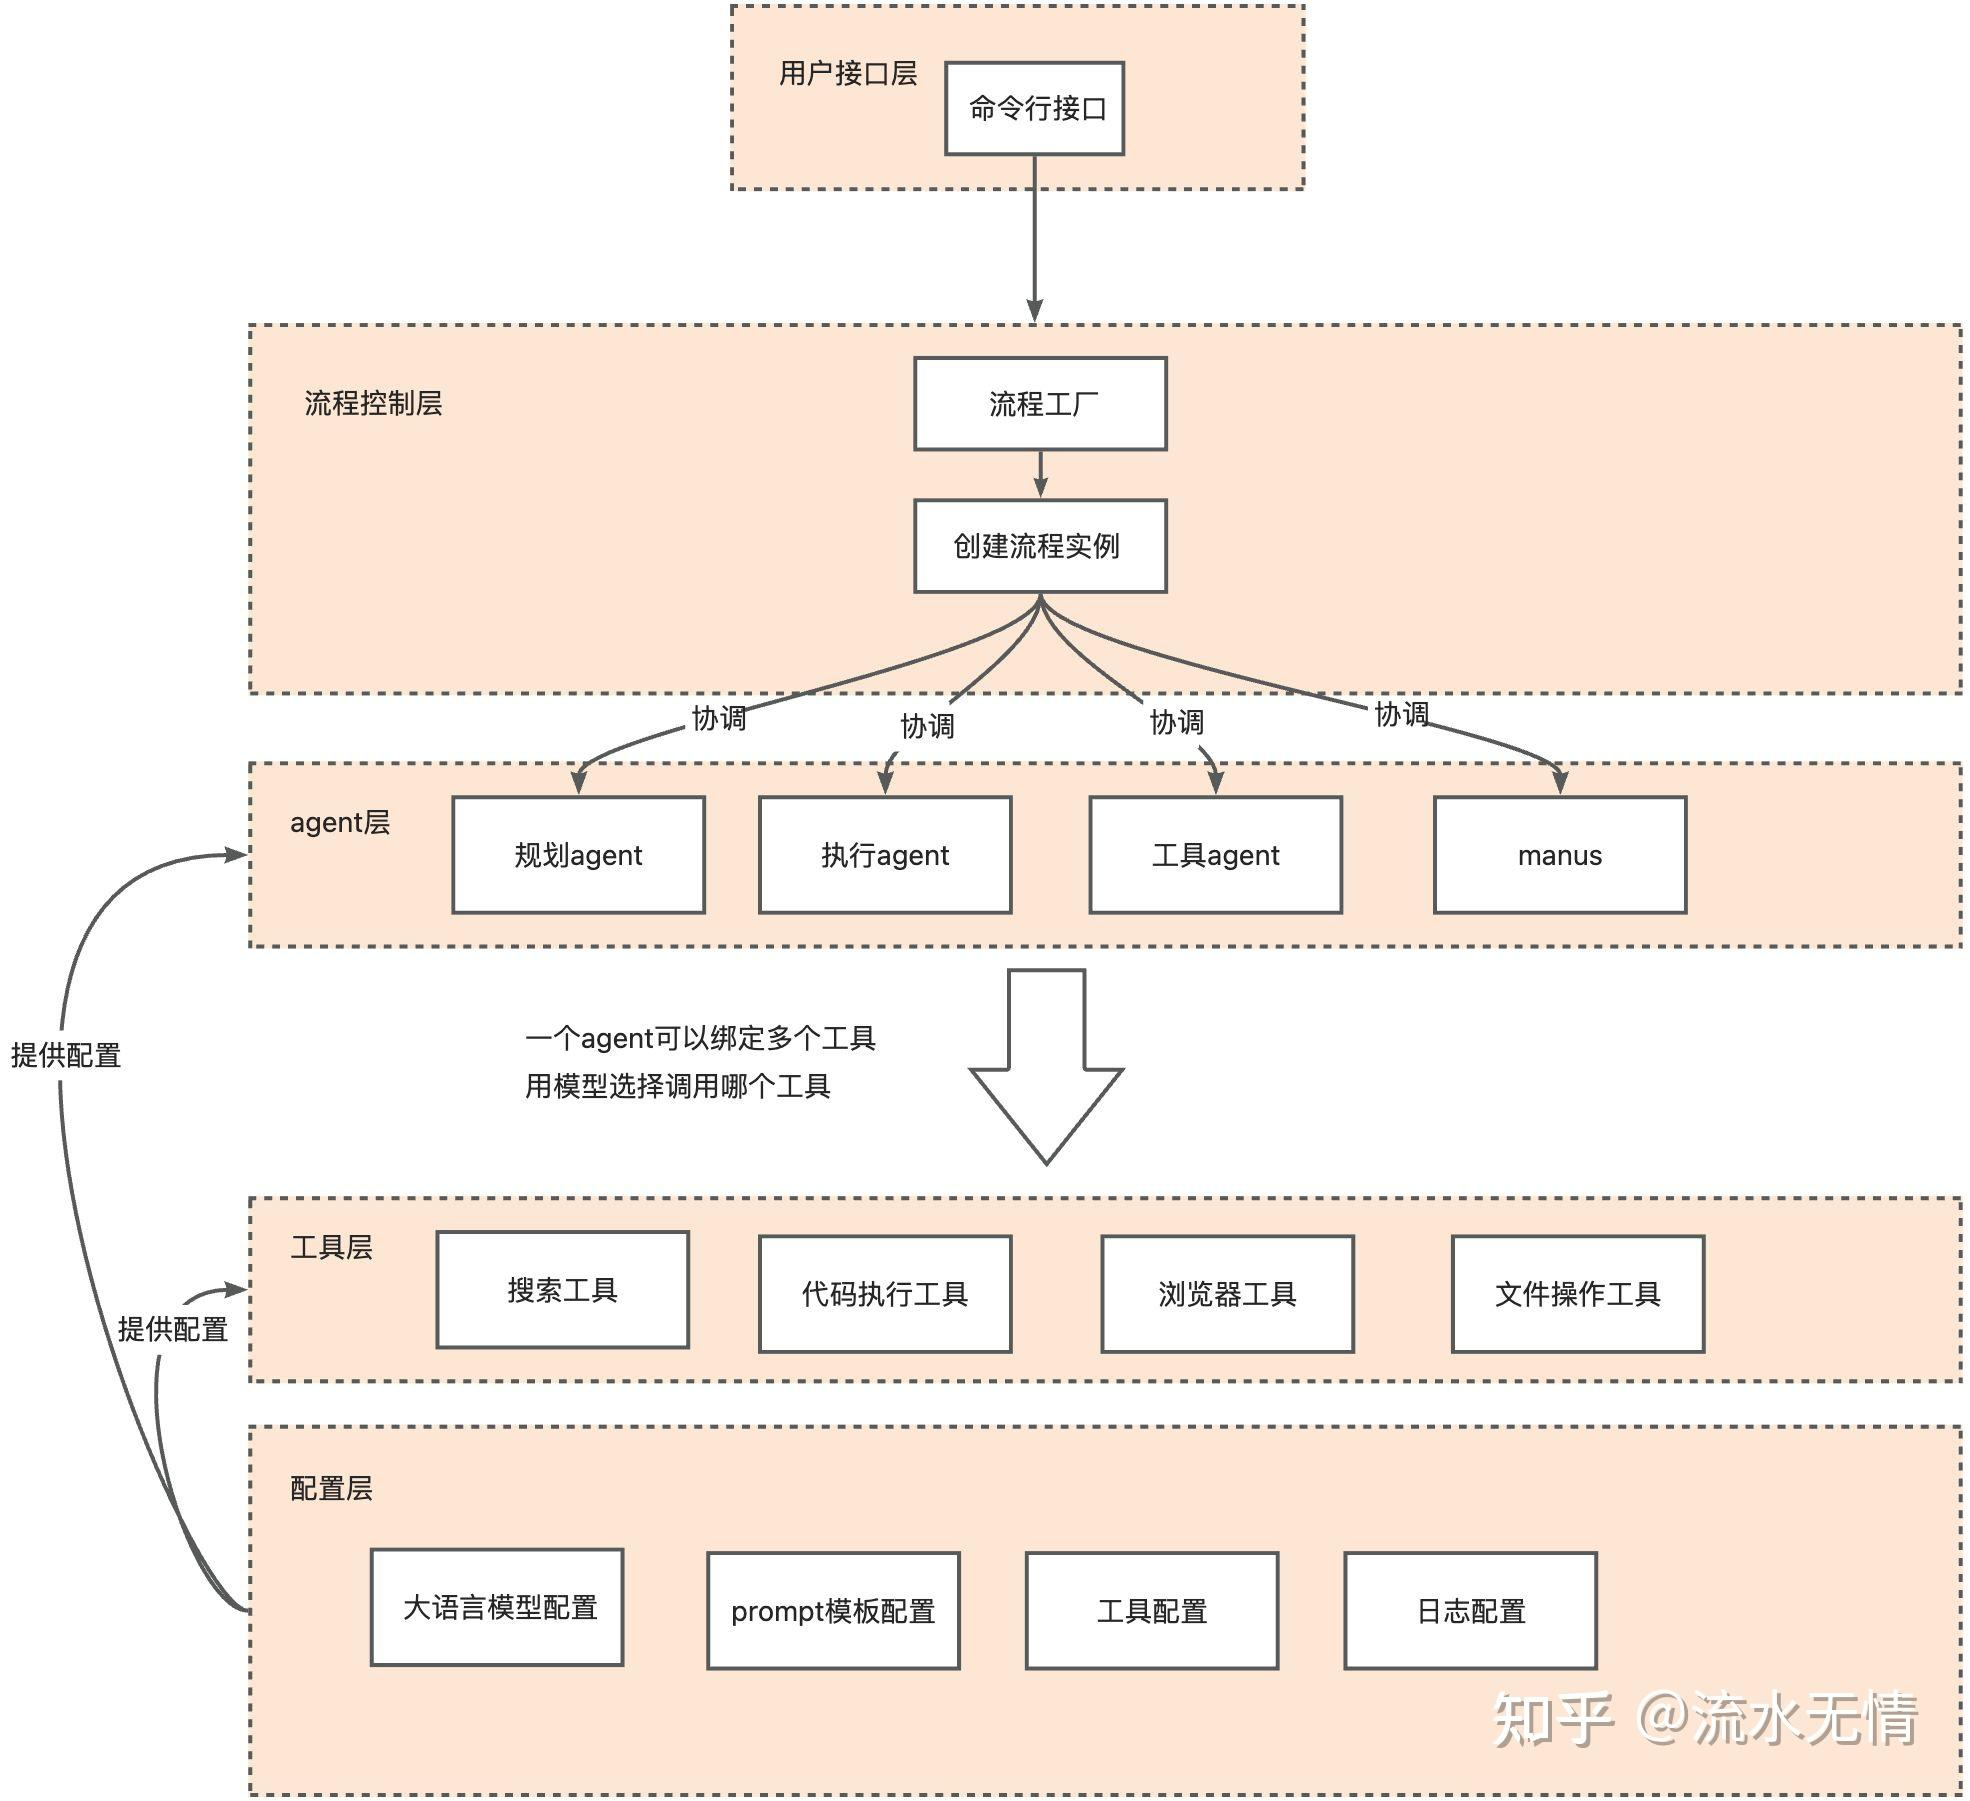 用户接口层
命令行接口
流程控制层
流程工厂
创建流程实例
协调
协调
协调
协调
agent层
规划agent
执行agent
工具agent
manus
提供配置
一个agent可以绑定多个工具
用模型选择调用哪个工具
工具层
搜索工具
代码执行工具
浏览器工具
文件操作工具
提供配置
配置层
大语言模型配置
prompt模板配置
工具配置
日志配置
知乎 @流水无情